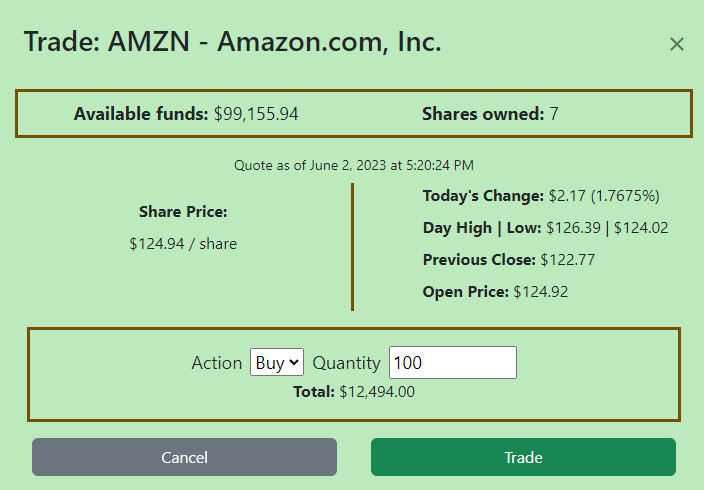 Trade: AMZN - Amazon.com, Inc.
Available funds: $99,155.94
Shares owned: 7
Quote as of June 2, 2023 at 5:20:24 PM
Share Price:
$124.94 / share
Today's Change: $2.17 (1.7675%)
Day High | Low: $126.39 | $124.02
Previous Close: $122.77
Open Price: $124.92
Action Buy Quantity 100
Total: $12,494.00
Cancel
Trade